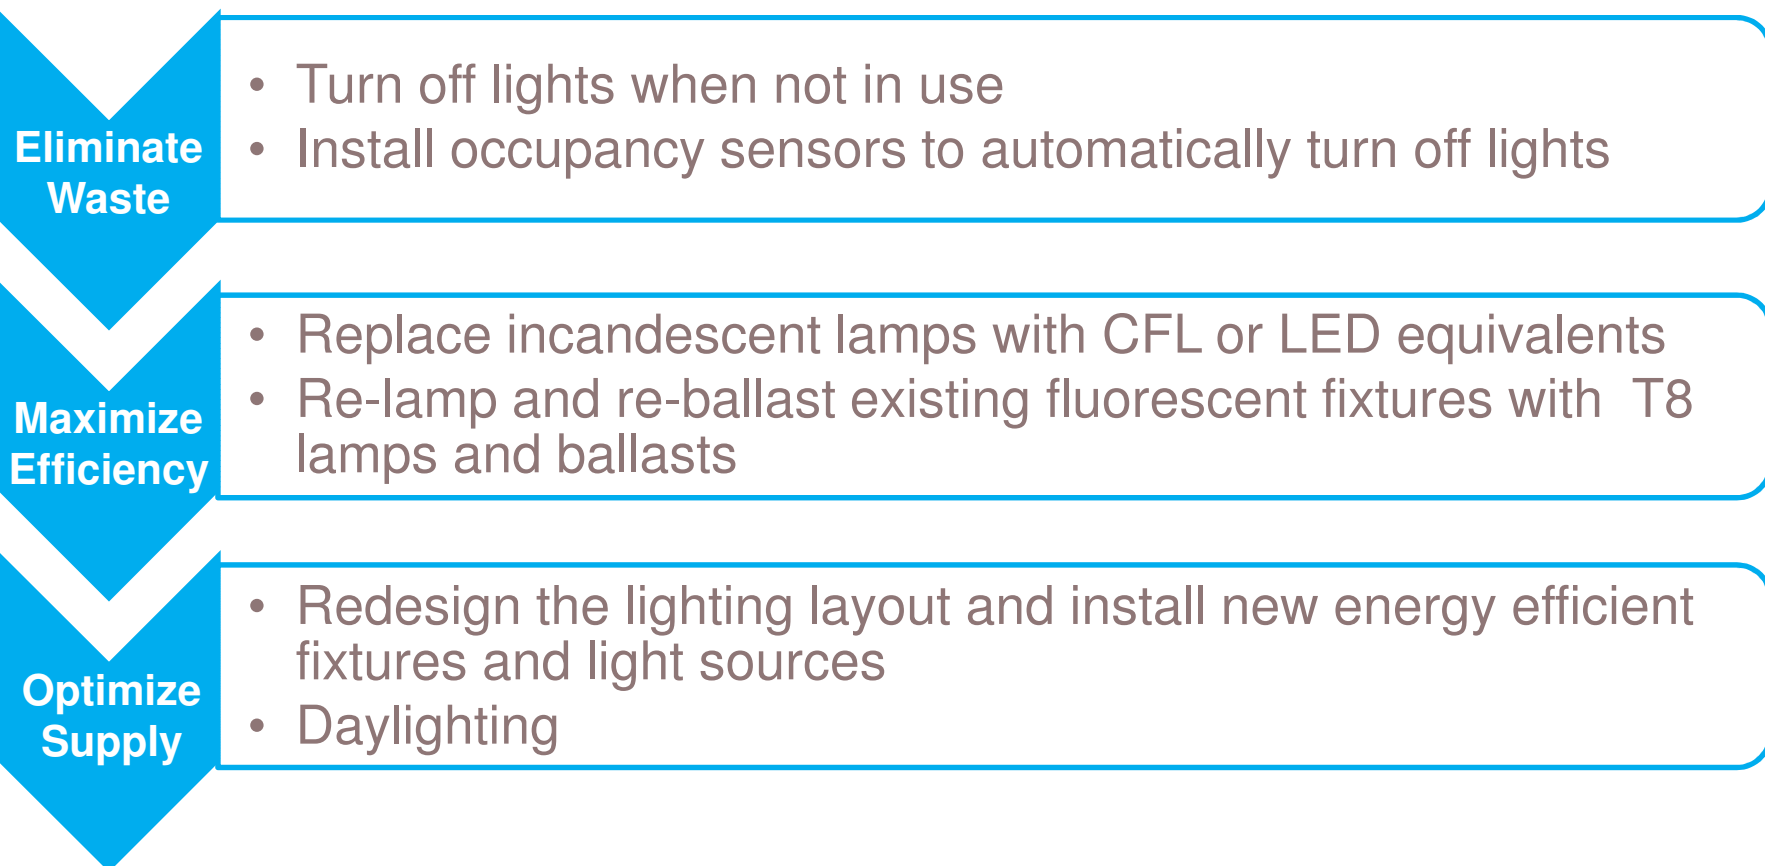 Eliminate
Waste
• Turn off lights when not in use
• Install occupancy sensors to automatically turn off lights
Maximize
Efficiency
• Replace incandescent lamps with CFL or LED equivalents
• Re-lamp and re-ballast existing fluorescent fixtures with  T8
lamps and ballasts
Optimize
Supply
• Redesign the lighting layout and install new energy efficient
fixtures and light sources
• Daylighting